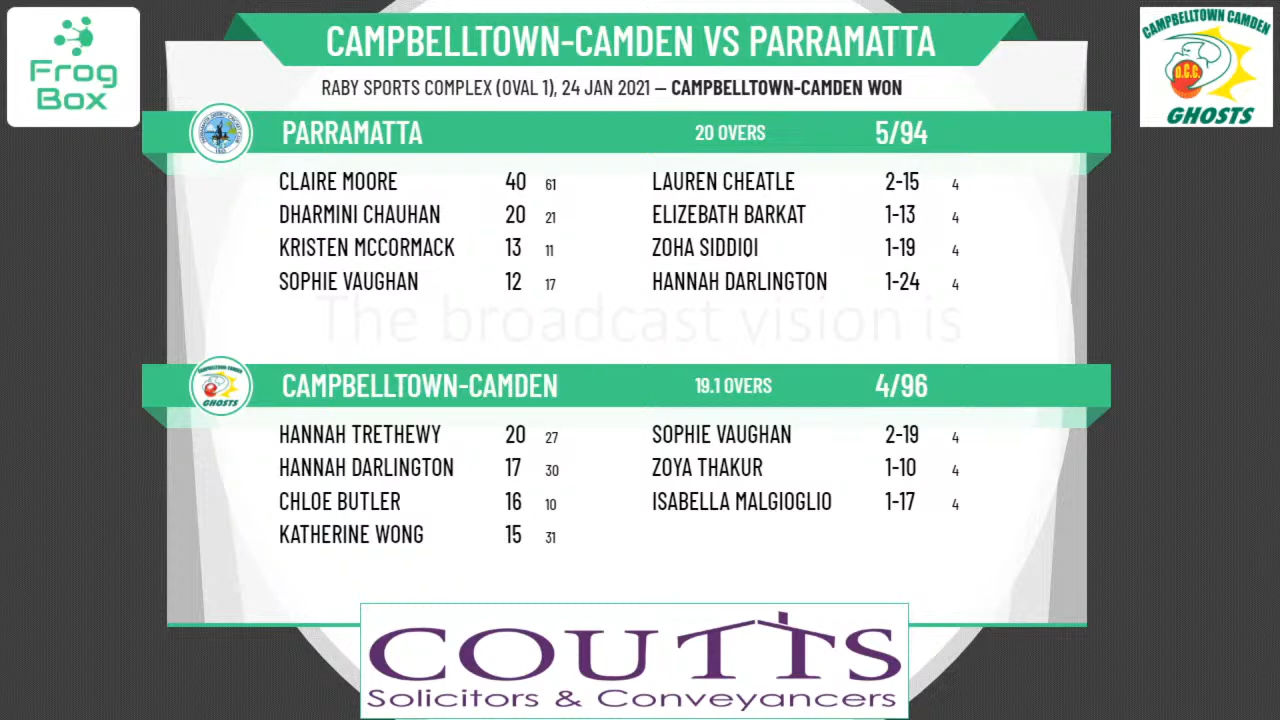 Frog
Box
CAMPBELLTOWN-CAMDEN VS PARRAMATTA
CAMPBELLTOWN CAMDEN
D.C.C.
GHOSTS
RABY SPORTS COMPLEX (OVAL 1), 24 JAN 2021 — CAMPBELLTOWN-CAMDEN WON
PARRAMATTA 20 OVERS 5/94
CLAIRE MOORE 40 61 LAUREN CHEATLE 2-15 4
DHARMINI CHAUHAN 20 21 ELIZEBATH BARKAT 1-13 4
KRISTEN MCCORMACK 13 11 ZOHA SIDDIQI 1-19 4
SOPHIE VAUGHAN 12 17 HANNAH DARLINGTON 1-24 4
The broadcast vision is
CAMPBELLTOWN-CAMDEN 19.1 OVERS 4/96
CAMPBELLTOWN CAMDEN
GHOSTS
HANNAH TRETHEWY 20 27 SOPHIE VAUGHAN 2-19 4
HANNAH DARLINGTON 17 30 ZOYA THAKUR 1-10 4
CHLOE BUTLER 16 10 ISABELLA MALGIOGLIO 1-17 4
KATHERINE WONG 15 31
COUTTS
Solicitors & Conveyancers